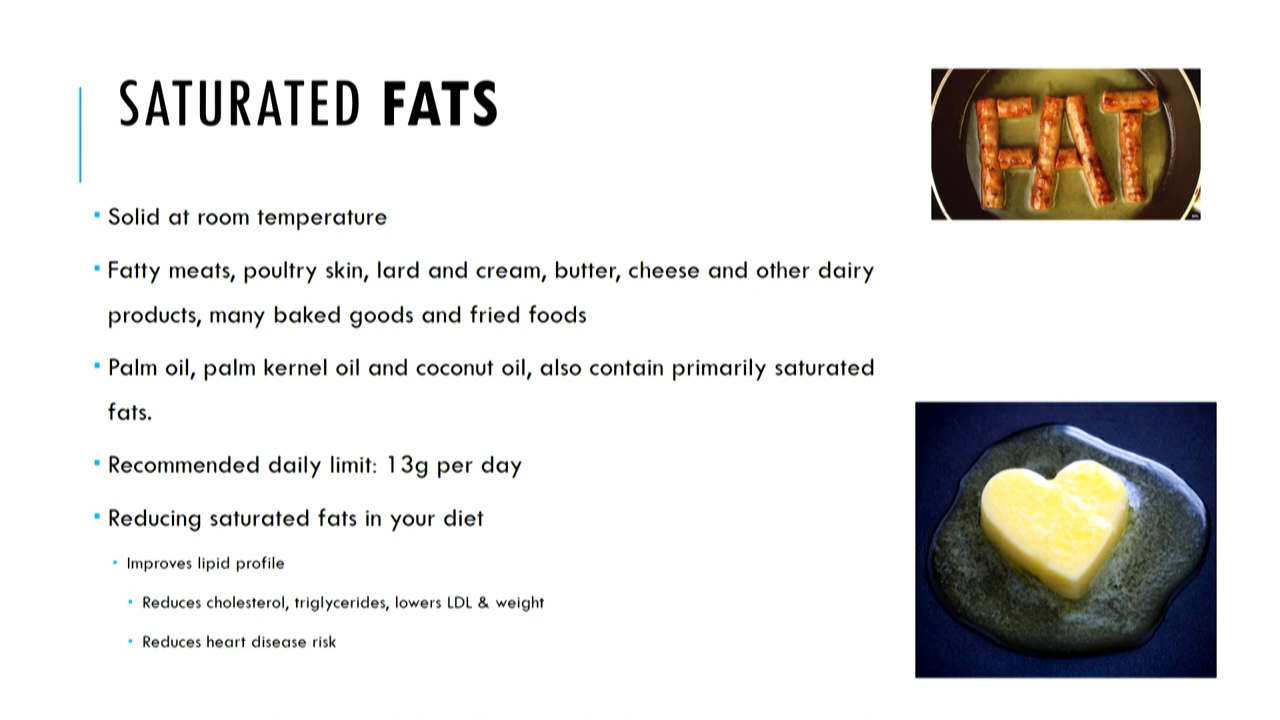 SATURATED FATS
FAT
Solid at room temperature
Fatty meats, poultry skin, lard and cream, butter, cheese and other dairy
products, many baked goods and fried foods
Palm oil, palm kernel oil and coconut oil, also contain primarily saturated
fats.
Recommended daily limit: 13g per day
Reducing saturated fats in your diet
Improves lipid profile
Reduces cholesterol, triglycerides, lowers LDL & weight
Reduces heart disease risk